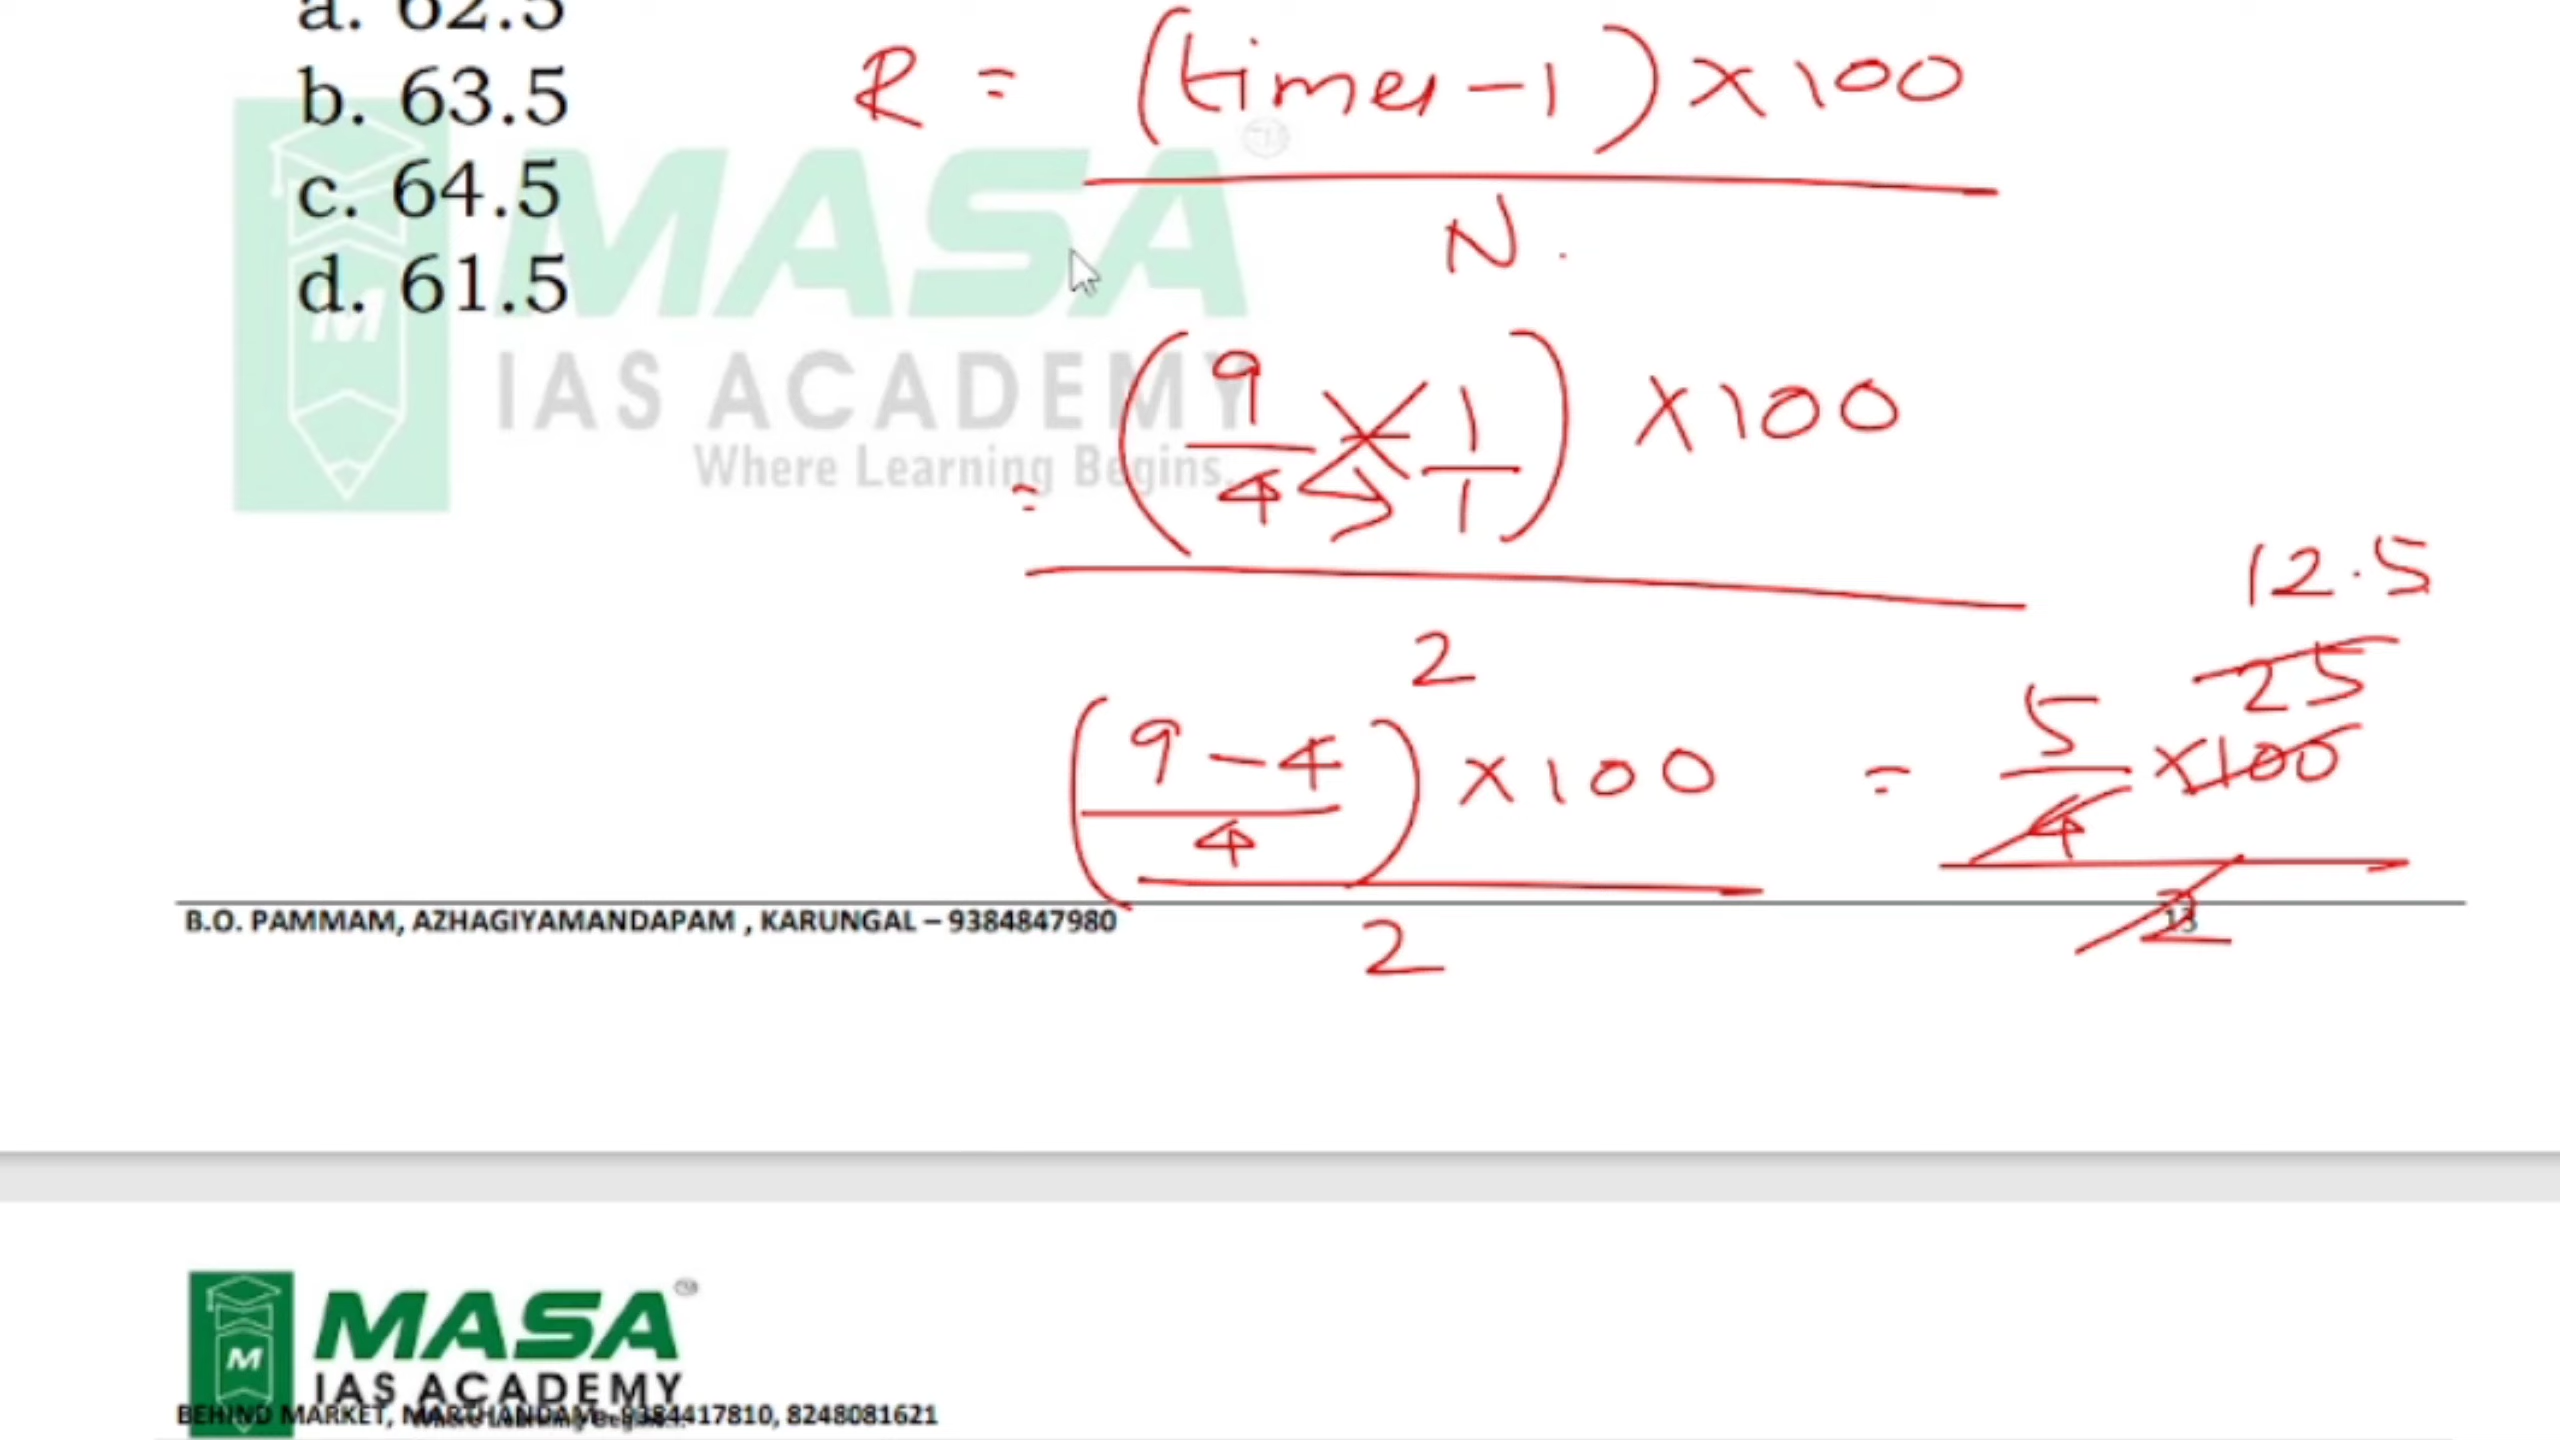 a. 62.5
b. 63.5
c. 64.5
d. 61.5
R = (times - 1) × 100
N.
MASA
IAS ACADEMY
Where Learning Begins.
M
= (9/4 × 1/1) × 100
2
(9 - 4 / 4) × 100 = 5/4 × 100
2 2
25
12.5
B.O. PAMMAM, AZHAGIYAMANDAPAM , KARUNGAL – 9384847980
13
MASA
M
IAS ACADEMY
BEHIND MARKET, MARTHANDAM - 9384417810, 8248081621